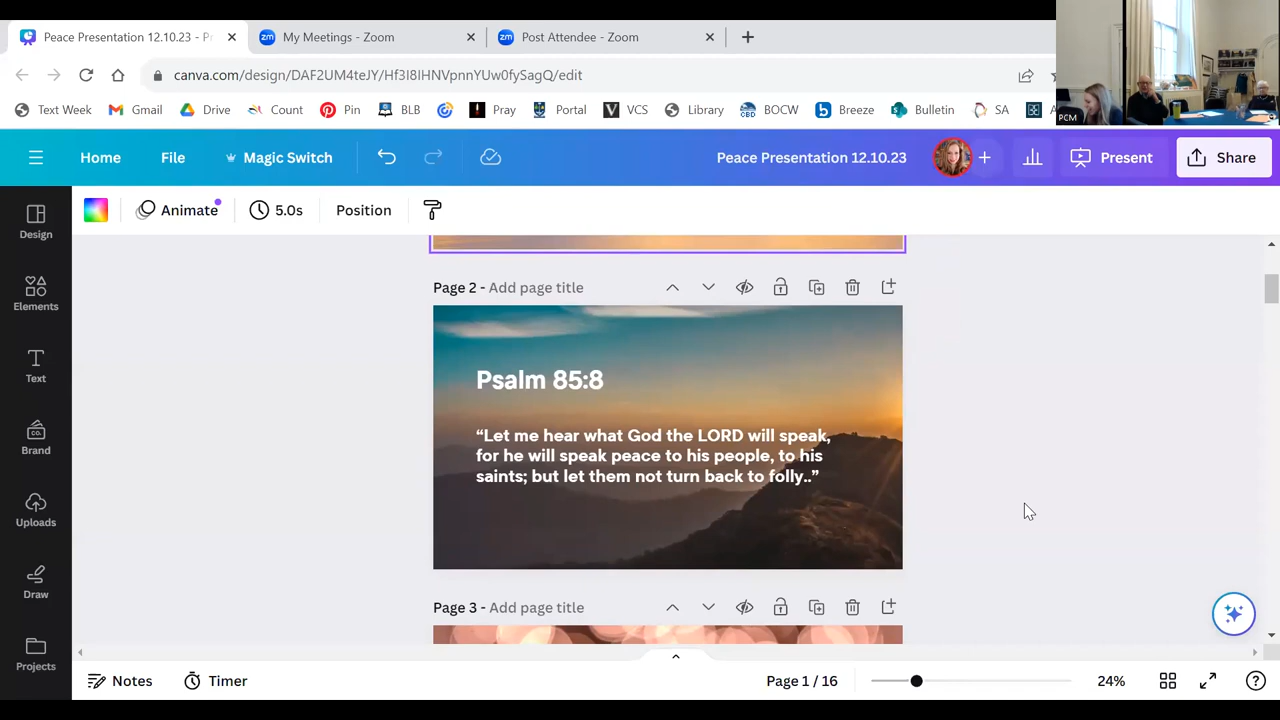 Peace Presentation 12.10.23 - P
My Meetings - Zoom
Post Attendee - Zoom
canva.com/design/DAF2UM4teJY/Hf3I8lHNVpnnYUw0fySagQ/edit
Text Week
Gmail
Drive
Count
Pin
BLB
Pray
Portal
VCS
Library
BOCW
Breeze
Bulletin
SA
PCM
Home
File
Magic Switch
Peace Presentation 12.10.23
Present
Share
Animate
5.0s
Position
Design
Elements
Text
Brand
Uploads
Draw
Projects
Page 2 - Add page title
Psalm 85:8
“Let me hear what God the LORD will speak,
for he will speak peace to his people, to his
saints; but let them not turn back to folly..”
Page 3 - Add page title
Notes
Timer
Page 1 / 16
24%